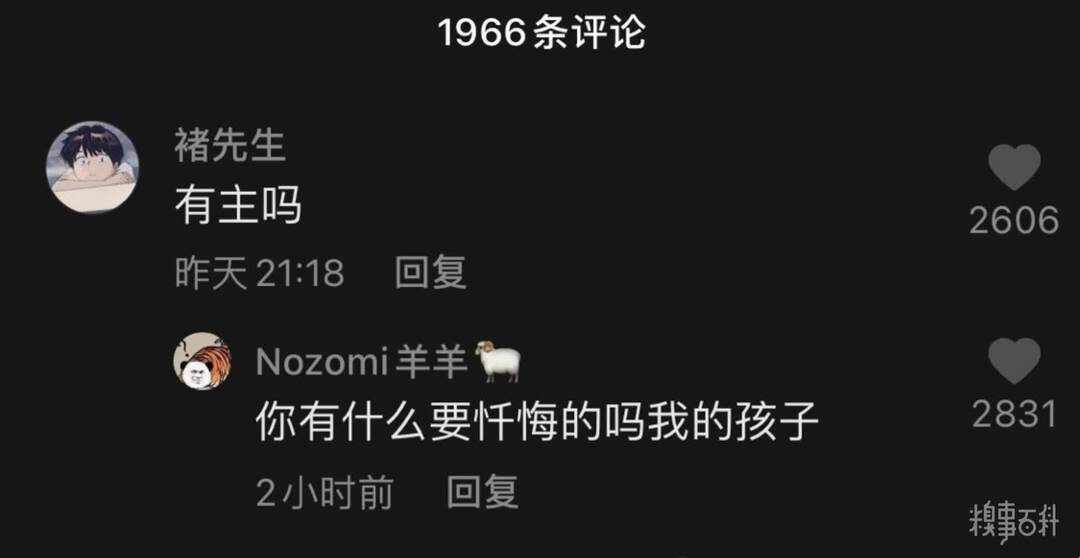 1966条评论
褚先生
有主吗
2606
昨天 21:18 回复
Nozomi羊羊🐏
你有什么要忏悔的吗我的孩子
2831
2小时前 回复
糗事百科